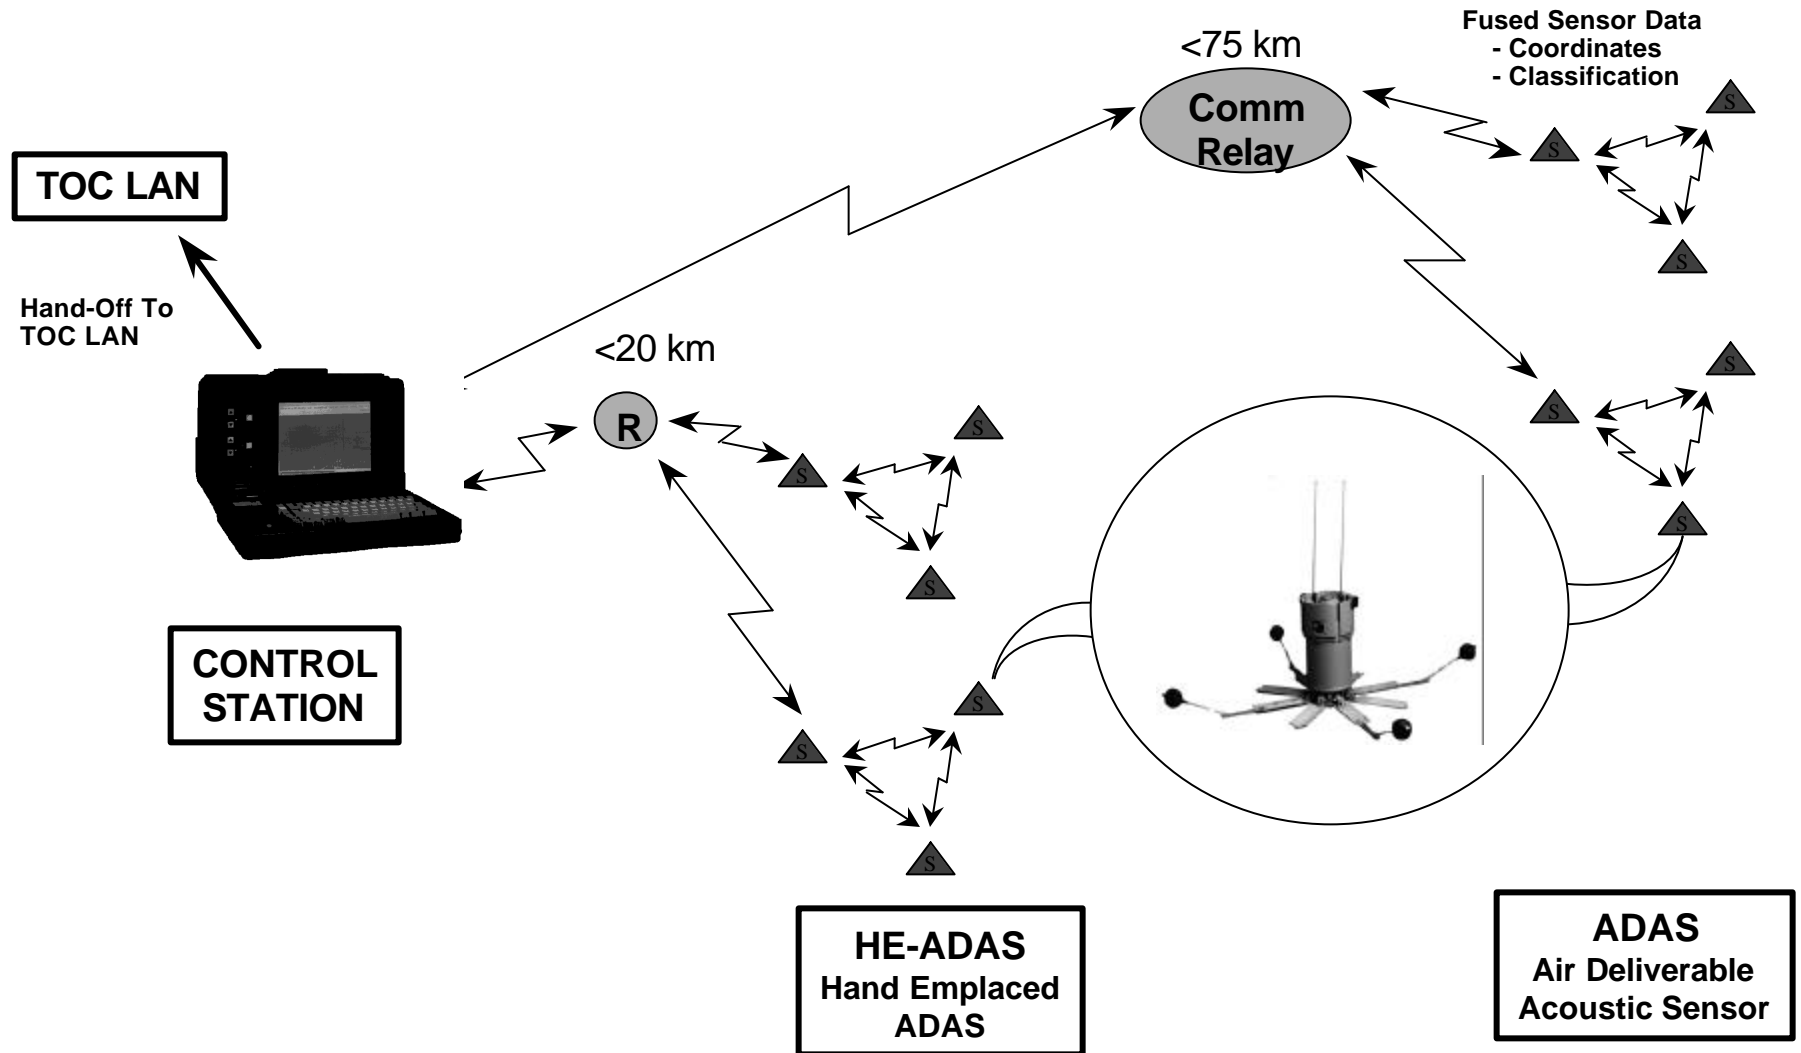 Fused Sensor Data
- Coordinates
- Classification
<75 km
Comm
Relay
S
S
S
TOC LAN
Hand-Off To
TOC LAN
<20 km
R
S
S
S
S
S
S
CONTROL
STATION
S
S
S
HE-ADAS
Hand Emplaced
ADAS
ADAS
Air Deliverable
Acoustic Sensor